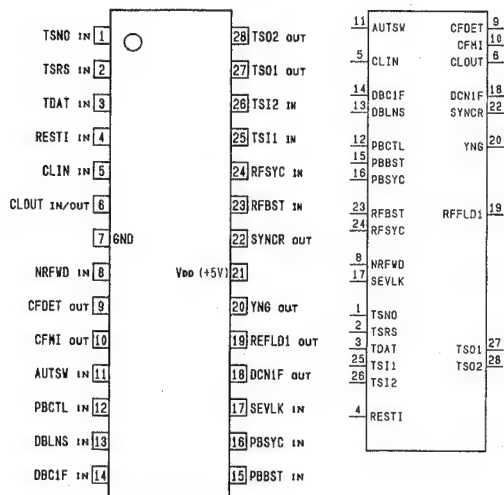 TSNO IN 1
28 TSO2 OUT
TSRS IN 2
27 TSO1 OUT
TDAT IN 3
26 TSI2 IN
RESTI IN 4
25 TSI1 IN
CLIN IN 5
24 RFSYC IN
CLOUT IN/OUT 6
23 RFBST IN
7 GND
22 SYNCR OUT
NRFWD IN 8
VDD (+5V) 21
CFDET OUT 9
20 YNG OUT
CFMI OUT 10
19 REFLD1 OUT
AUTSW IN 11
18 DCN1F OUT
PBCTL IN 12
17 SEVLK IN
DBLNS IN 13
16 PBSYC IN
DBC1F IN 14
15 PBBST IN
11 AUTSW CFDET 9
CFMI 10
5 CLIN CLOUT 6
14 DBC1F DCN1F 18
13 DBLNS SYNCR 22
12 PBCTL YNG 20
15 PBBST
16 PBSYC
23 RFBST RFFLD1 19
24 RFSYC
8 NRFWD
17 SEVLK
1 TSNO
2 TSRS
3 TDAT TSO1 27
25 TSI1 TSO2 28
26 TSI2
4 RESTI